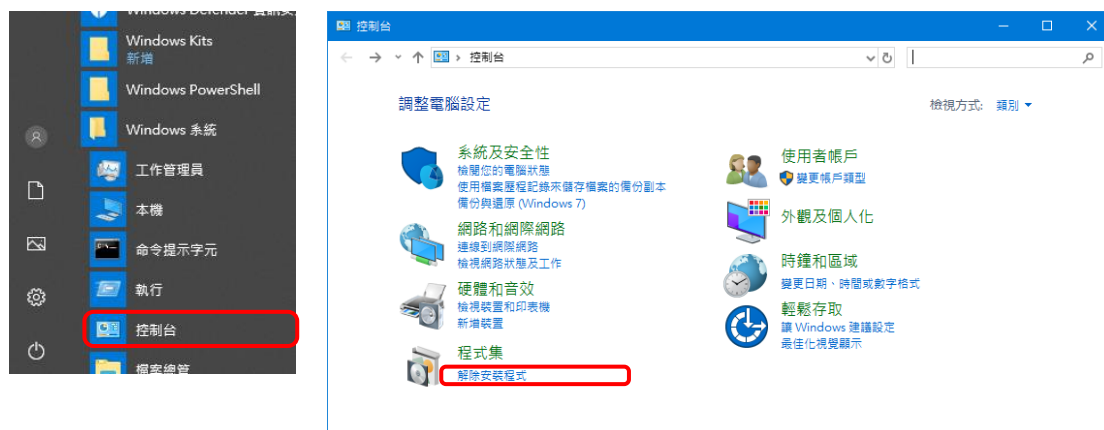 Windows Defender 資訊安
Windows Kits
新增
Windows PowerShell
Windows 系統
工作管理員
本機
命令提示字元
執行
控制台
檔案總管
控制台
控制台
調整電腦設定
檢視方式: 類別
系統及安全性
檢閱您的電腦狀態
使用檔案歷程記錄來儲存檔案的備份副本
備份與還原 (Windows 7)
網路和網際網路
連線到網際網路
檢視網路狀態及工作
硬體和音效
檢視裝置和印表機
新增裝置
程式集
解除安裝程式
使用者帳戶
變更帳戶類型
外觀及個人化
時鐘和區域
變更日期、時間或數字格式
輕鬆存取
讓 Windows 建議設定
最佳化視覺顯示